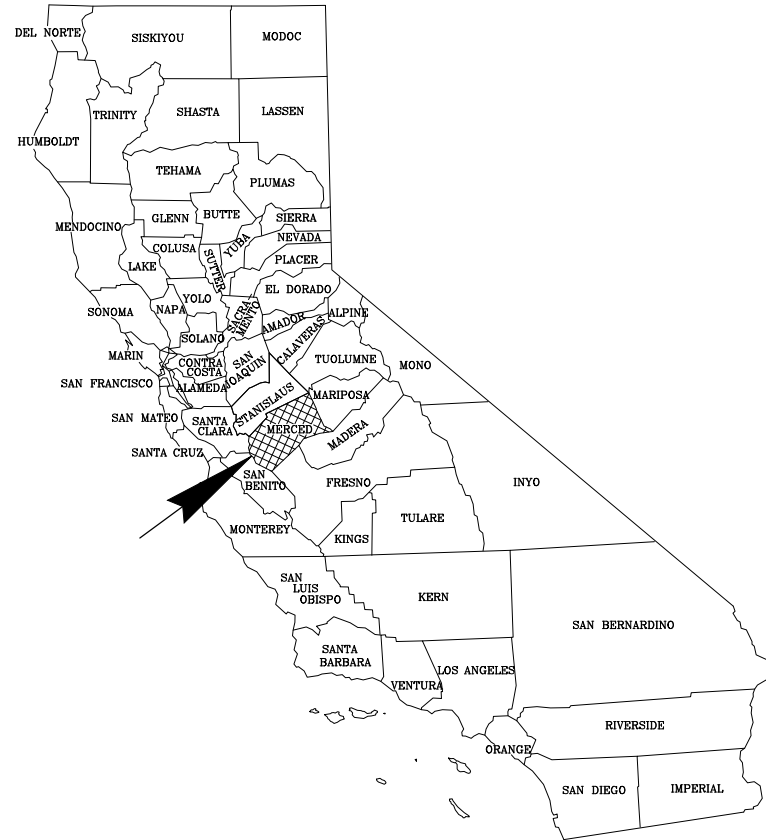 DEL NORTE
SISKIYOU
MODOC
HUMBOLDT
TRINITY
SHASTA
LASSEN
TEHAMA
PLUMAS
MENDOCINO
GLENN
BUTTE
SIERRA
NEVADA
YUBA
COLUSA
SUTTER
PLACER
LAKE
EL DORADO
YOLO
NAPA
SONOMA
SACRA-
MENTO
AMADOR
ALPINE
SOLANO
CALAVERAS
MARIN
CONTRA
COSTA
SAN
JOAQUIN
TUOLUMNE
MONO
SAN FRANCISCO
ALAMEDA
STANISLAUS
MARIPOSA
SAN MATEO
SANTA
CLARA
MERCED
MADERA
SANTA CRUZ
SAN
BENITO
FRESNO
INYO
MONTEREY
KINGS
TULARE
SAN
LUIS
OBISPO
KERN
SAN BERNARDINO
SANTA
BARBARA
VENTURA
LOS ANGELES
ORANGE
RIVERSIDE
SAN DIEGO
IMPERIAL